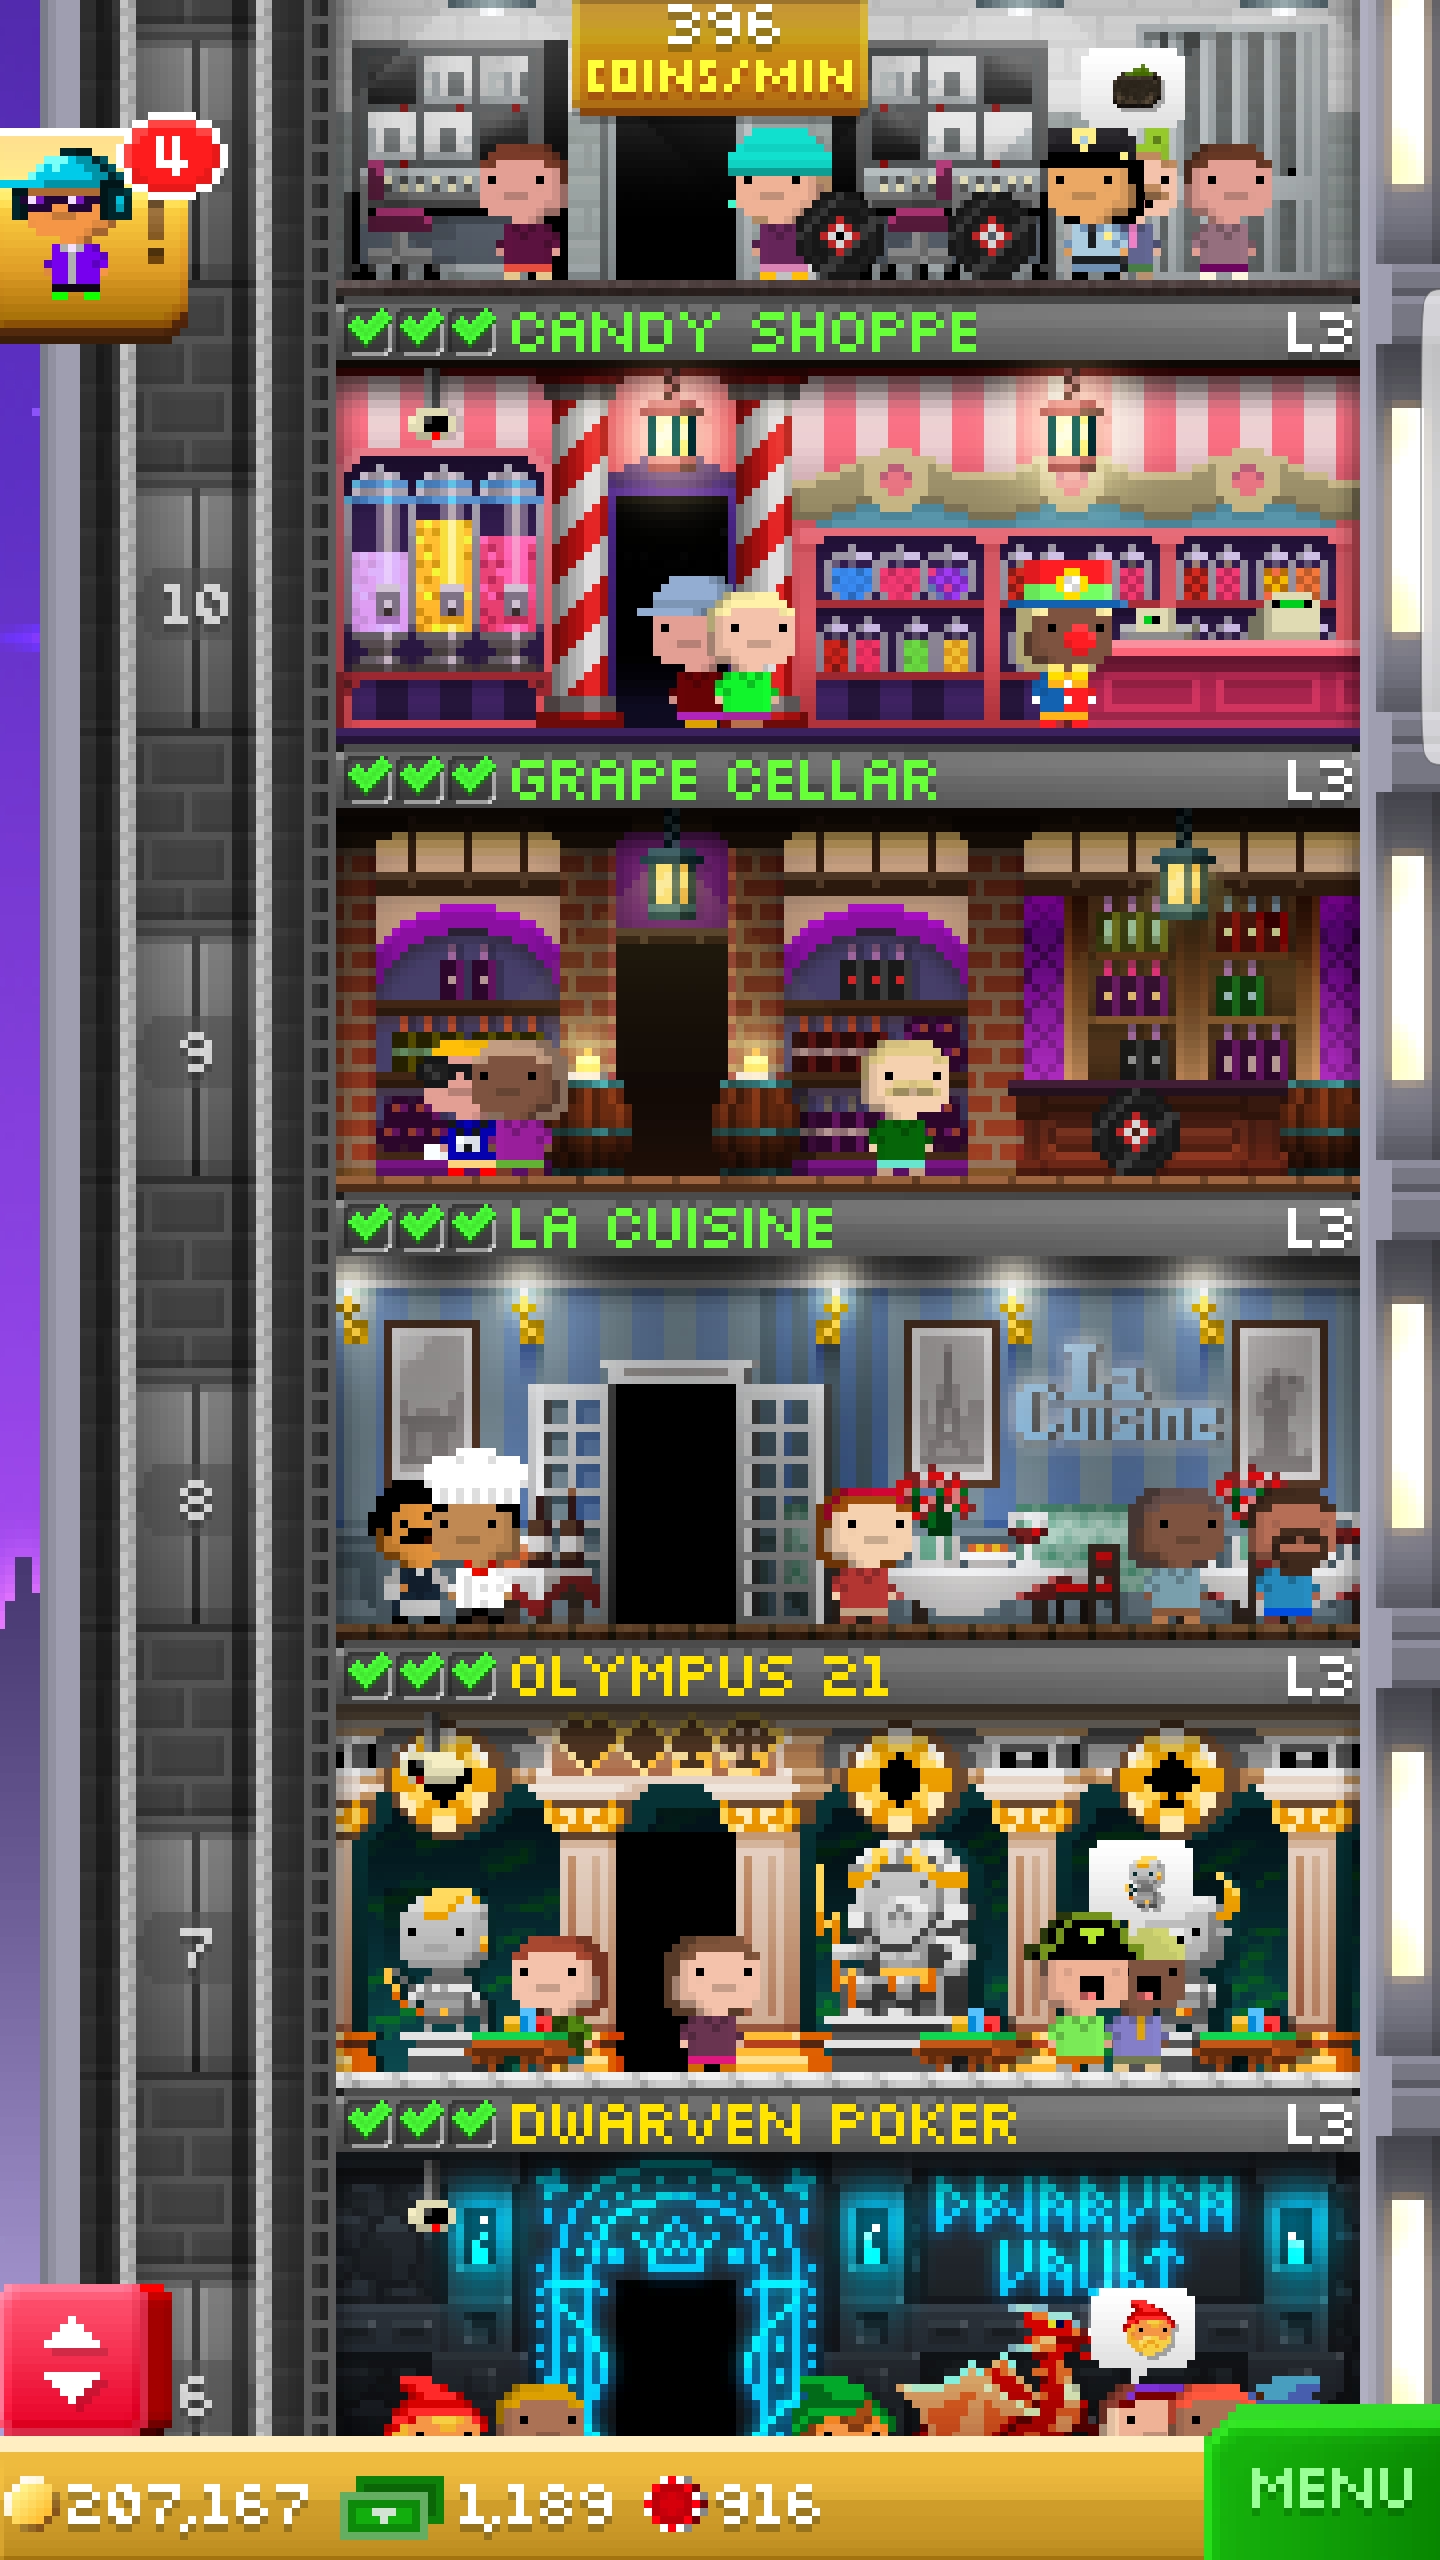 396
COINS/MIN
4
CANDY SHOPPE L3
10
GRAPE CELLAR L3
9
LA CUISINE L3
La
Cuisine
8
OLYMPUS 21 L3
7
DWARVEN POKER L3
DWARVEN
VAULT
6
207,167 1,189 916
MENU